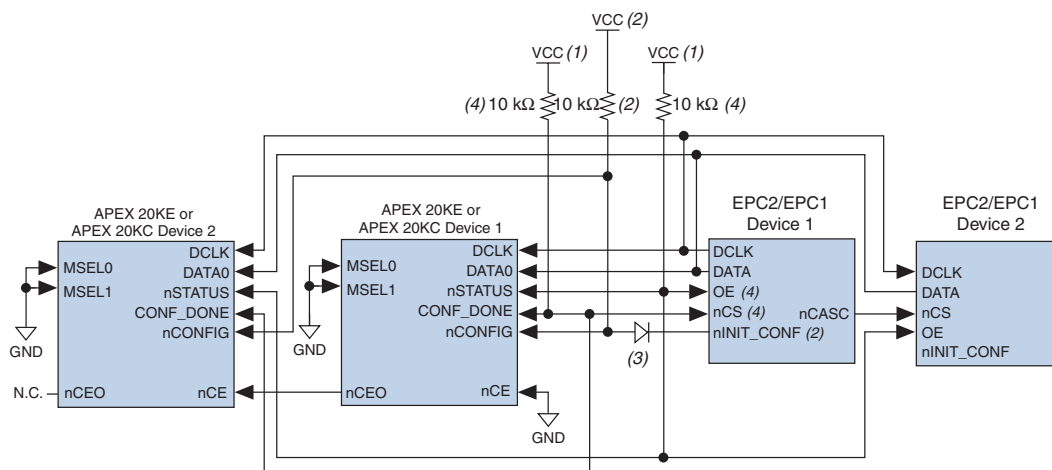 VCC (2)
VCC (1)
VCC (1)
(4) 10 kΩ
10 kΩ (2)
10 kΩ (4)
APEX 20KE or
APEX 20KC Device 2
DCLK
DATA0
nSTATUS
CONF_DONE
nCONFIG
MSEL0
MSEL1
GND
N.C.
nCEO
nCE
APEX 20KE or
APEX 20KC Device 1
DCLK
DATA0
nSTATUS
CONF_DONE
nCONFIG
MSEL0
MSEL1
GND
nCEO
nCE
GND
(3)
EPC2/EPC1
Device 1
DCLK
DATA
OE (4)
nCS (4)
nCASC
nINIT_CONF (2)
EPC2/EPC1
Device 2
DCLK
DATA
nCS
OE
nINIT_CONF